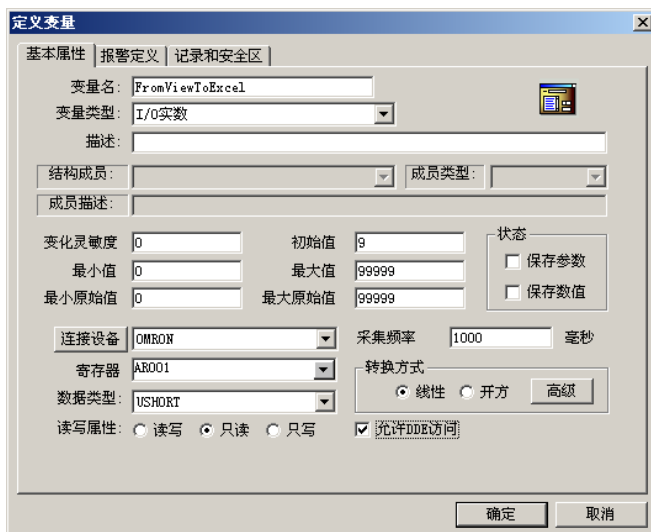 定义变量
基本属性 报警定义 记录和安全区
变量名: FromViewToExcel
变量类型: I/O实数
描述:
结构成员: 成员类型:
成员描述:
变化灵敏度 0 初始值 9 状态
最小值 0 最大值 99999 保存参数
最小原始值 0 最大原始值 99999 保存数值
连接设备 OMRON 采集频率 1000 毫秒
寄存器 AR001 转换方式
数据类型: USHORT 线性 开方 高级
读写属性: 读写 只读 只写 允许DDE访问
确定 取消